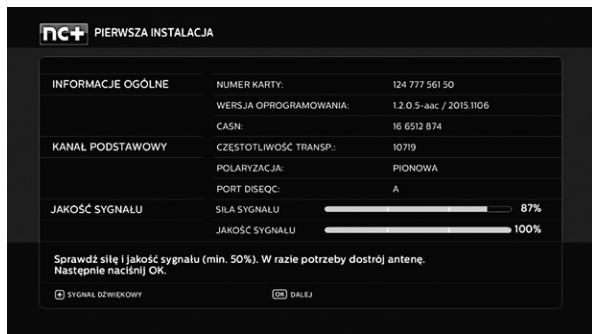 nc+ PIERWSZA INSTALACJA
INFORMACJE OGÓLNE NUMER KARTY: 124 777 561 50
WERSJA OPROGRAMOWANIA: 1.2.0.5-aac / 2015.1106
CASN: 16 6512 874
KANAŁ PODSTAWOWY CZĘSTOTLIWOŚĆ TRANSP.: 10719
POLARYZACJA: PIONOWA
PORT DISEQC: A
JAKOŚĆ SYGNAŁU SIŁA SYGNAŁU 87%
JAKOŚĆ SYGNAŁU 100%
Sprawdź siłę i jakość sygnału (min. 50%). W razie potrzeby dostrój antenę.
Następnie naciśnij OK.
+ SYGNAŁ DŹWIĘKOWY OK DALEJ